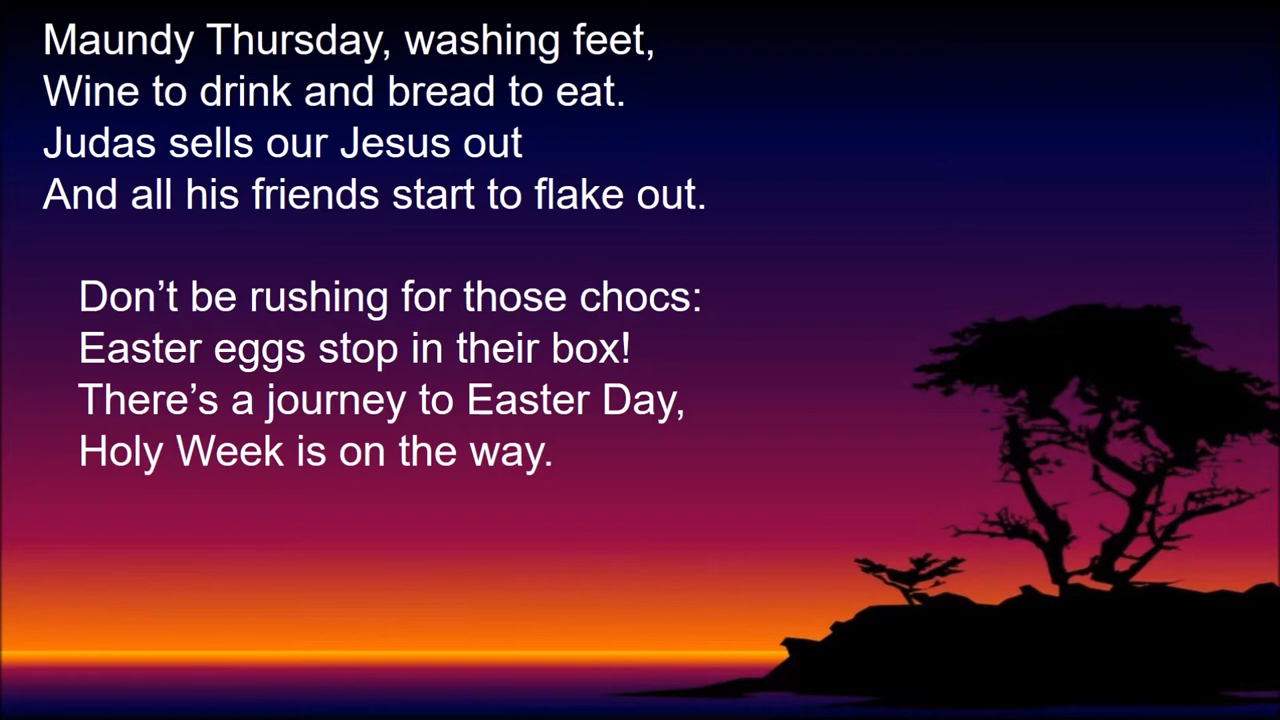 Maundy Thursday, washing feet,
Wine to drink and bread to eat.
Judas sells our Jesus out
And all his friends start to flake out.
Don’t be rushing for those chocs:
Easter eggs stop in their box!
There’s a journey to Easter Day,
Holy Week is on the way.